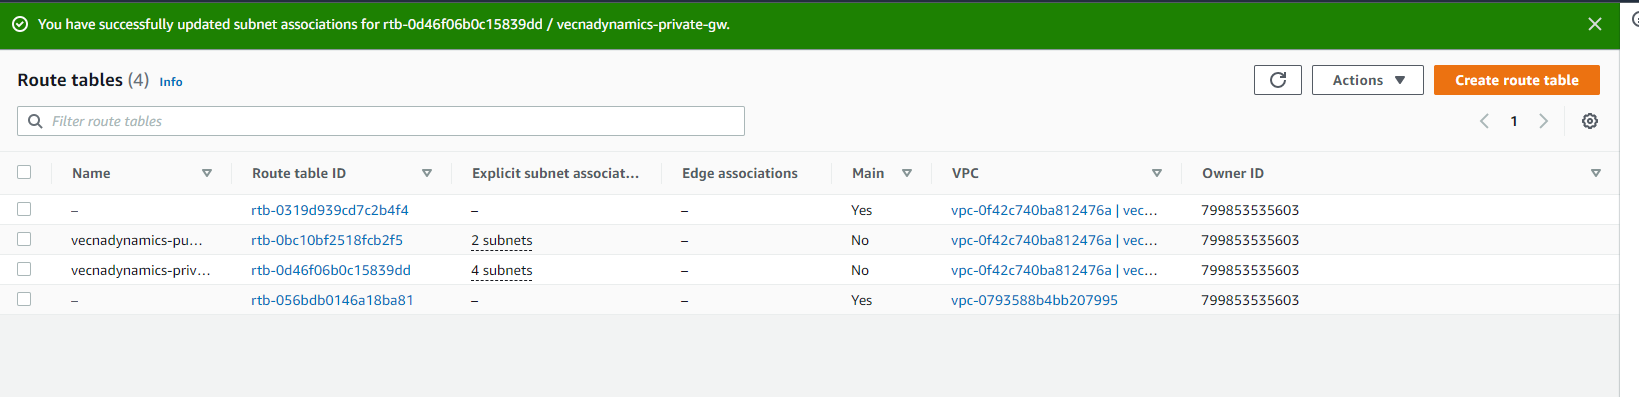 You have successfully updated subnet associations for rtb-0d46f06b0c15839dd / vecnadynamics-private-gw.
Route tables (4) Info
Actions
Create route table
Filter route tables
1
Name Route table ID Explicit subnet associat... Edge associations Main VPC Owner ID
– rtb-0319d939cd7c2b4f4 – – Yes vpc-0f42c740ba812476a | vec... 799853535603
vecnadynamics-pu... rtb-0bc10bf2518fcb2f5 2 subnets – No vpc-0f42c740ba812476a | vec... 799853535603
vecnadynamics-priv... rtb-0d46f06b0c15839dd 4 subnets – No vpc-0f42c740ba812476a | vec... 799853535603
– rtb-056bdb0146a18ba81 – – Yes vpc-0793588b4bb207995 799853535603